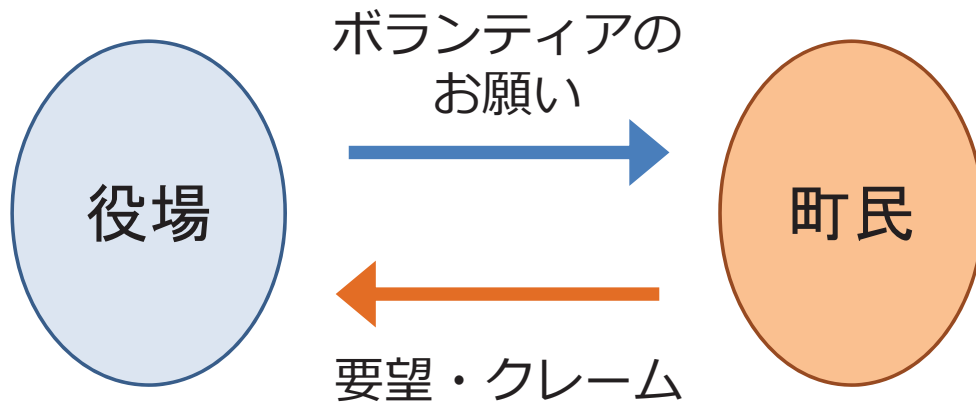 ボランティアの
お願い
役場
町民
要望・クレーム